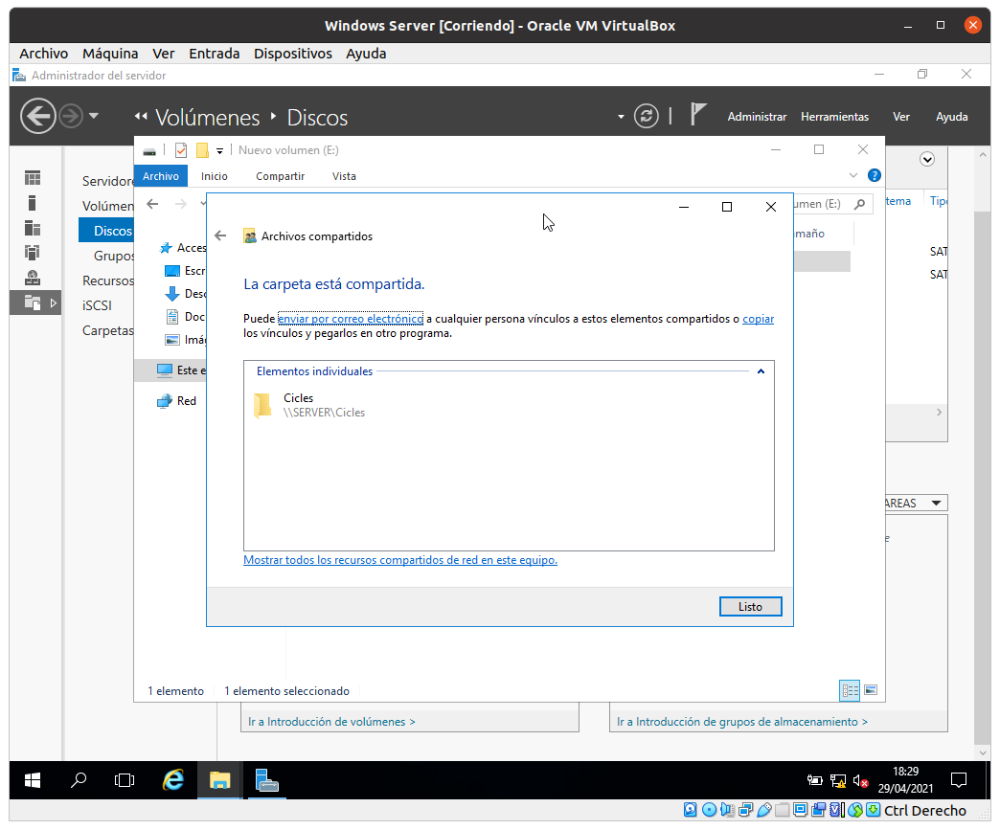 Windows Server [Corriendo] - Oracle VM VirtualBox
Archivo Máquina Ver Entrada Dispositivos Ayuda
Administrador del servidor
Volúmenes Discos
Administrar Herramientas Ver Ayuda
Nuevo volumen (E:)
Archivo Inicio Compartir Vista
Servidore
Volúmen
Discos
Grupos
Recursos
iSCSI
Carpetas
umen (E:)
tema Tipo
maño
SAT
SAT
Acces
Escri
Desc
Doc
Imág
Este e
Red
Archivos compartidos
La carpeta está compartida.
Puede enviar por correo electrónico a cualquier persona vínculos a estos elementos compartidos o copiar
los vínculos y pegarlos en otro programa.
Elementos individuales
Cicles
\\SERVER\Cicles
Mostrar todos los recursos compartidos de red en este equipo.
Listo
AREAS
1 elemento 1 elemento seleccionado
Ir a Introducción de volúmenes >
Ir a Introducción de grupos de almacenamiento >
18:29
29/04/2021
Ctrl Derecho